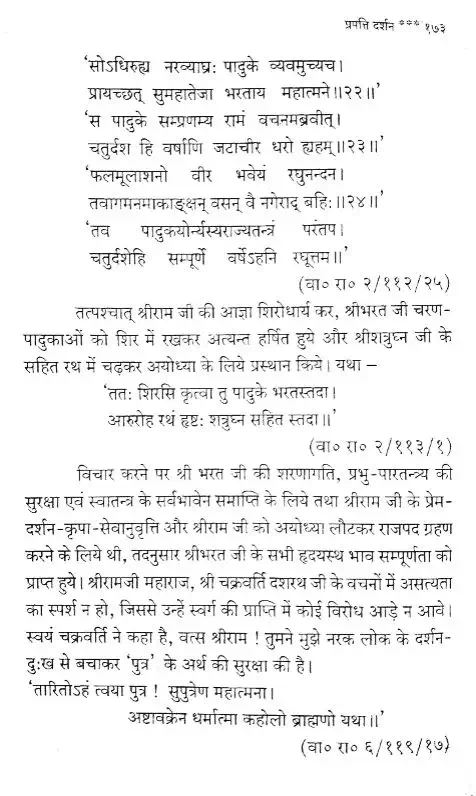 प्रपत्ति दर्शन *** १७३
'सोऽधिरुह्य नरव्याघ्रः पादुके व्यवमुच्यच।
प्रायच्छत् सुमहातेजा भरताय महात्मने॥२२॥'
'स पादुके सम्प्रणम्य रामं वचनमब्रवीत्।
चतुर्दश हि वर्षाणि जटाचीर धरो ह्यहम्॥२३॥'
'फलमूलाशनो वीर भवेयं रघुनन्दन।
तवागमनमाकाङ्क्षन् वसन् वै नगेराद् बहिः॥२४॥'
'तव पादुकयोर्न्यस्यराज्यतन्त्रं परंतप।
चतुर्दशेहि सम्पूर्णे वर्षेऽहनि रघूत्तम॥'
(वा० रा० २/११२/२५)
तत्पश्चात् श्रीराम जी की आज्ञा शिरोधार्य कर, श्रीभरत जी चरण-
पादुकाओं को शिर में रखकर अत्यन्त हर्षित हुये और श्रीशत्रुघ्न जी के
सहित रथ में चढ़कर अयोध्या के लिये प्रस्थान किये। यथा –
'ततः शिरसि कृत्वा तु पादुके भरतस्तदा।
आरुरोह रथं हृष्टः शत्रुघ्न सहित स्तदा॥'
(वा० रा० २/११३/१)
विचार करने पर श्री भरत जी की शरणागति, प्रभु-पारतन्त्र्य की
सुरक्षा एवं स्वातन्त्र के सर्वभावेन समाप्ति के लिये तथा श्रीराम जी के प्रेम-
दर्शन-कृपा-सेवानुवृत्ति और श्रीराम जी को अयोध्या लौटकर राजपद ग्रहण
करने के लिये थी, तदनुसार श्रीभरत जी के सभी हृदयस्थ भाव सम्पूर्णता को
प्राप्त हुये। श्रीरामजी महाराज, श्री चक्रवर्ति दशरथ जी के वचनों में असत्यता
का स्पर्श न हो, जिससे उन्हें स्वर्ग की प्राप्ति में कोई विरोध आड़े न आवे।
स्वयं चक्रवर्ति ने कहा है, वत्स श्रीराम ! तुमने मुझे नरक लोक के दर्शन-
दुःख से बचाकर 'पुत्र' के अर्थ की सुरक्षा की है।
'तारितोऽहं त्वया पुत्र ! सुपुत्रेण महात्मना।
अष्टावक्रेन धर्मात्मा कहोलो ब्राह्मणो यथा॥'
(वा० रा० ६/११९/१७)